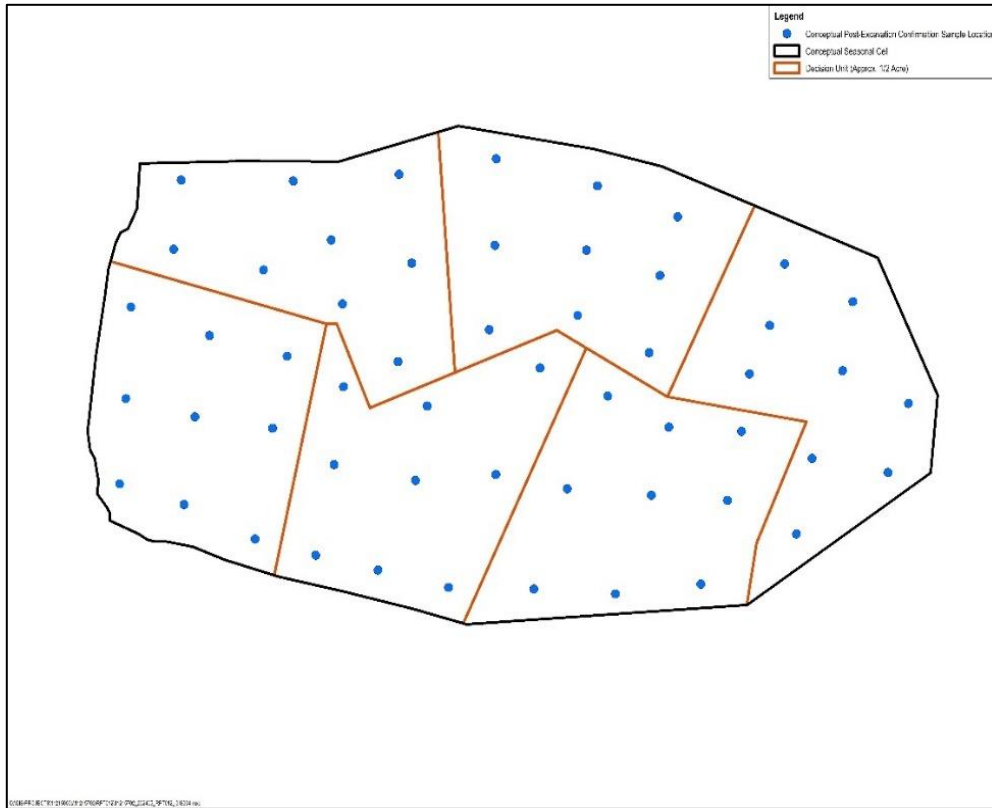 Legend
Conceptual Post-Excavation Confirmation Sample Location
Conceptual Seasonal Cell
Decision Unit (Approx. 1/2 Acre)